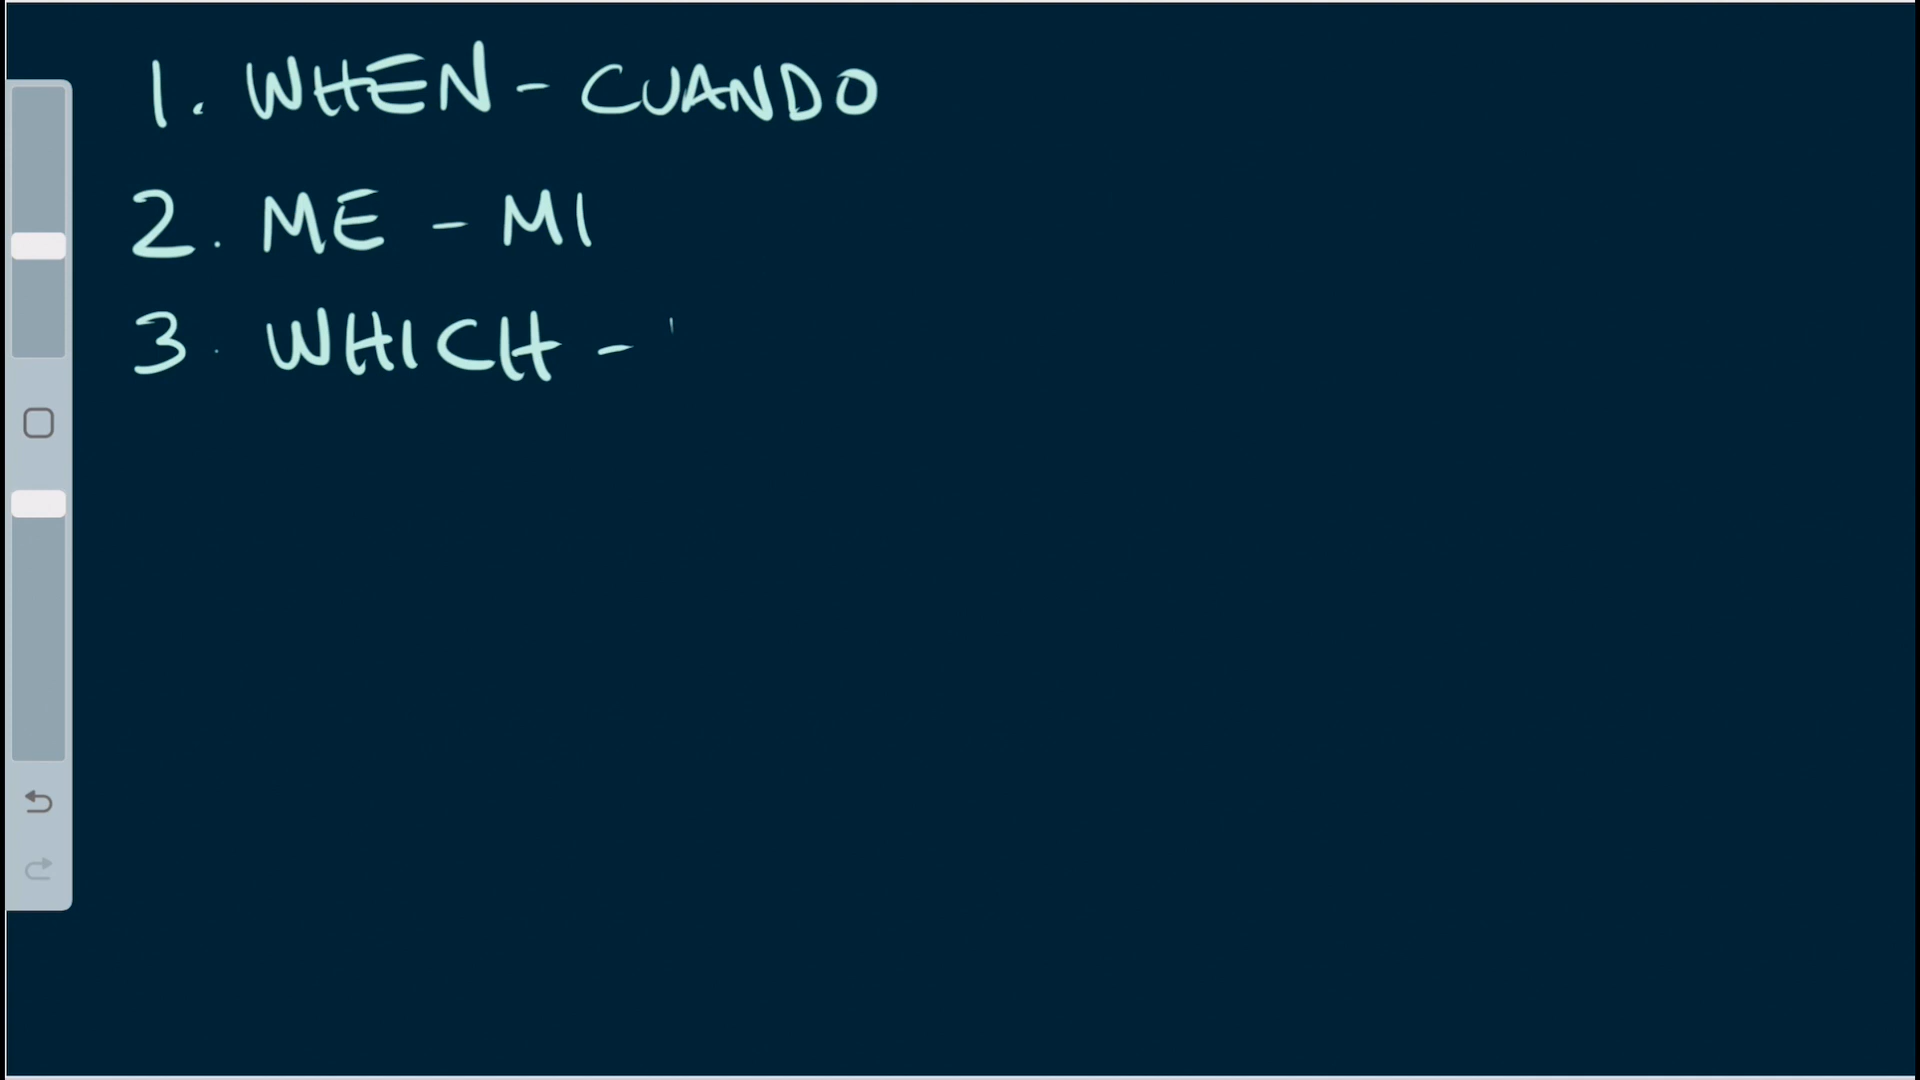 1. WHEN - CUANDO
2. ME - MI
3. WHICH -